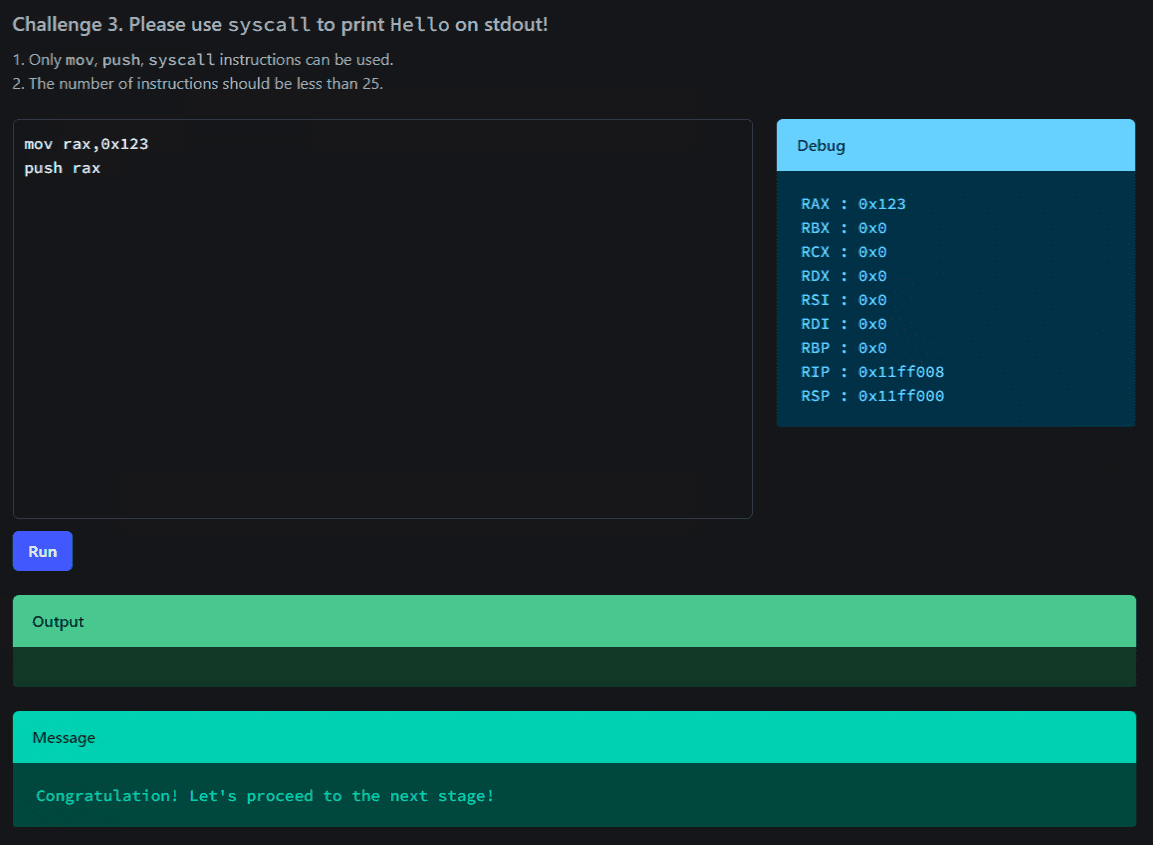 Challenge 3. Please use syscall to print Hello on stdout!
1. Only mov, push, syscall instructions can be used.
2. The number of instructions should be less than 25.
mov rax,0x123
push rax
Debug
RAX : 0x123
RBX : 0x0
RCX : 0x0
RDX : 0x0
RSI : 0x0
RDI : 0x0
RBP : 0x0
RIP : 0x11ff008
RSP : 0x11ff000
Run
Output
Message
Congratulation! Let's proceed to the next stage!